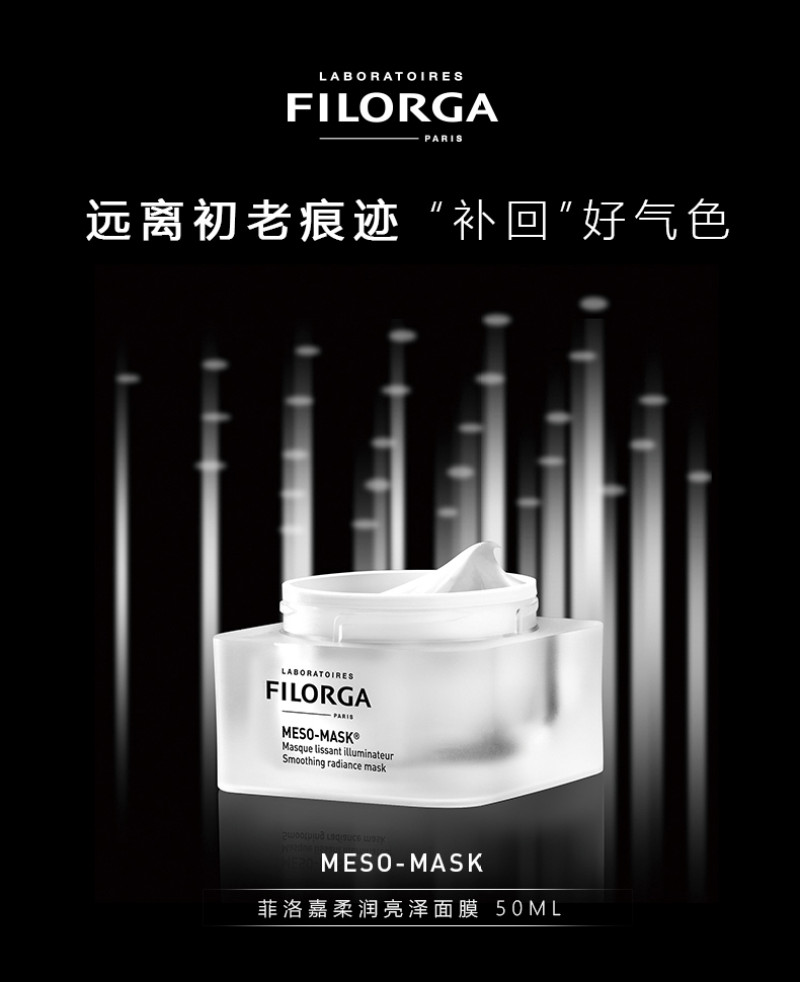 LABORATOIRES
FILORGA
PARIS
远离初老痕迹 “补回”好气色
LABORATOIRES
FILORGA
PARIS
MESO-MASK®
Masque lissant illuminateur
Smoothing radiance mask
MESO-MASK
菲洛嘉柔润亮泽面膜 50ML